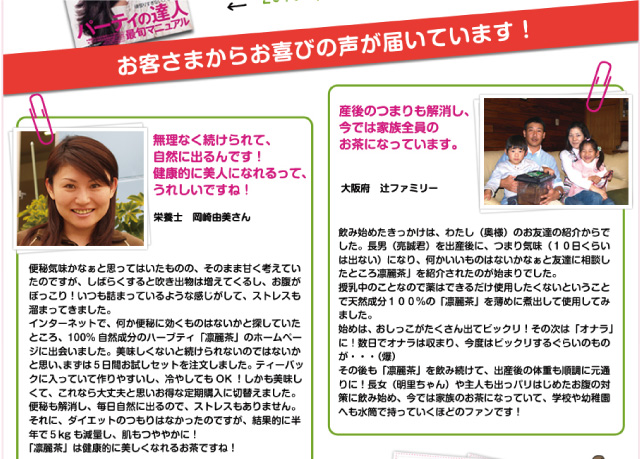 パーティの達人
最旬マニュアル
←
お客さまからお喜びの声が届いています！
無理なく続けられて、
自然に出るんです！
健康的に美人になれるって、
うれしいですね！
栄養士　岡崎由美さん
便秘気味かなぁと思ってはいたものの、そのまま甘く考えてい
たのですが、しばらくすると吹き出物は増えてくるし、お腹が
ぽっこり！いつも詰まっているような感じがして、ストレスも
溜まってきました。
インターネットで、何か便秘に効くものはないかと探していた
ところ、100％自然成分のハーブティ「凛麗茶」のホームペー
ジに出会いました。美味しくないと続けられないのではないか
と思い、まずは５日間お試しセットを注文しました。ティーバッ
クに入っていて作りやすいし、冷やしてもＯＫ！しかも美味し
くて、これなら大丈夫と思いお得な定期購入に切替えました。
便秘も解消し、毎日自然に出るので、ストレスもありません。
それに、ダイエットのつもりはなかったのですが、結果的に半
年で５kgも減量し、肌もつややかに！
「凛麗茶」は健康的に美しくなれるお茶ですね！
産後のつまりも解消し、
今では家族全員の
お茶になっています。
大阪府　辻ファミリー
飲み始めたきっかけは、わたし（奥様）のお友達の紹介からで
した。長男（亮誠君）を出産後に、つまり気味（１０日くらい
は出ない）になり、何かいいものはないかなぁと友達に相談し
たところ凛麗茶」を紹介されたのが始まりでした。
授乳中のことなので薬はできるだけ使用したくないということ
で天然成分１００％の「凛麗茶」を薄めに煮出して使用してみ
ました。
始めは、おしっこがたくさん出てビックリ！その次は「オナラ」
に！数日でオナラは収まり、今度はビックリするぐらいのもの
が・・・（爆）
その後も「凛麗茶」を飲み続けて、出産後の体重も順調に元通
りに！長女（明里ちゃん）や主人も出っパリはじめたお腹の対
策に飲み始め、今では家族のお茶になっていて、学校や幼稚園
へも水筒で持っていくほどのファンです！